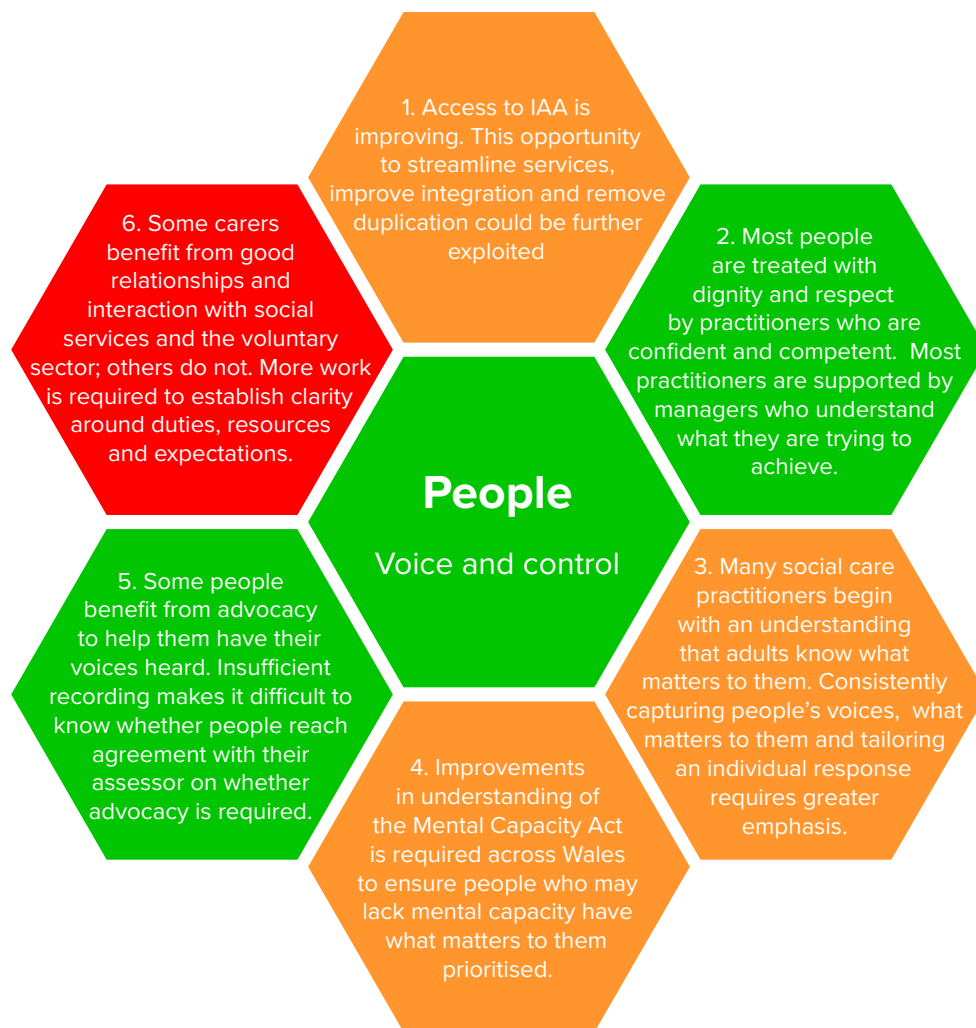 1. Access to IAA is
improving. This opportunity
to streamline services,
improve integration and remove
duplication could be further
exploited
2. Most people
are treated with
dignity and respect
by practitioners who are
confident and competent.  Most
practitioners are supported by
managers who understand
what they are trying to
achieve.
3. Many social care
practitioners begin
with an understanding
that adults know what
matters to them. Consistently
capturing people’s voices,  what
matters to them and tailoring
an individual response
requires greater
emphasis.
4. Improvements
in understanding of
the Mental Capacity Act
is required across Wales
to ensure people who may
lack mental capacity have
what matters to them
prioritised.
5. Some people
benefit from advocacy
to help them have their
voices heard. Insufficient
recording makes it difficult to
know whether people reach
agreement with their
assessor on whether
advocacy is required.
6. Some carers
benefit from good
relationships and
interaction with social
services and the voluntary
sector; others do not. More work
is required to establish clarity
around duties, resources
and expectations.
People
Voice and control